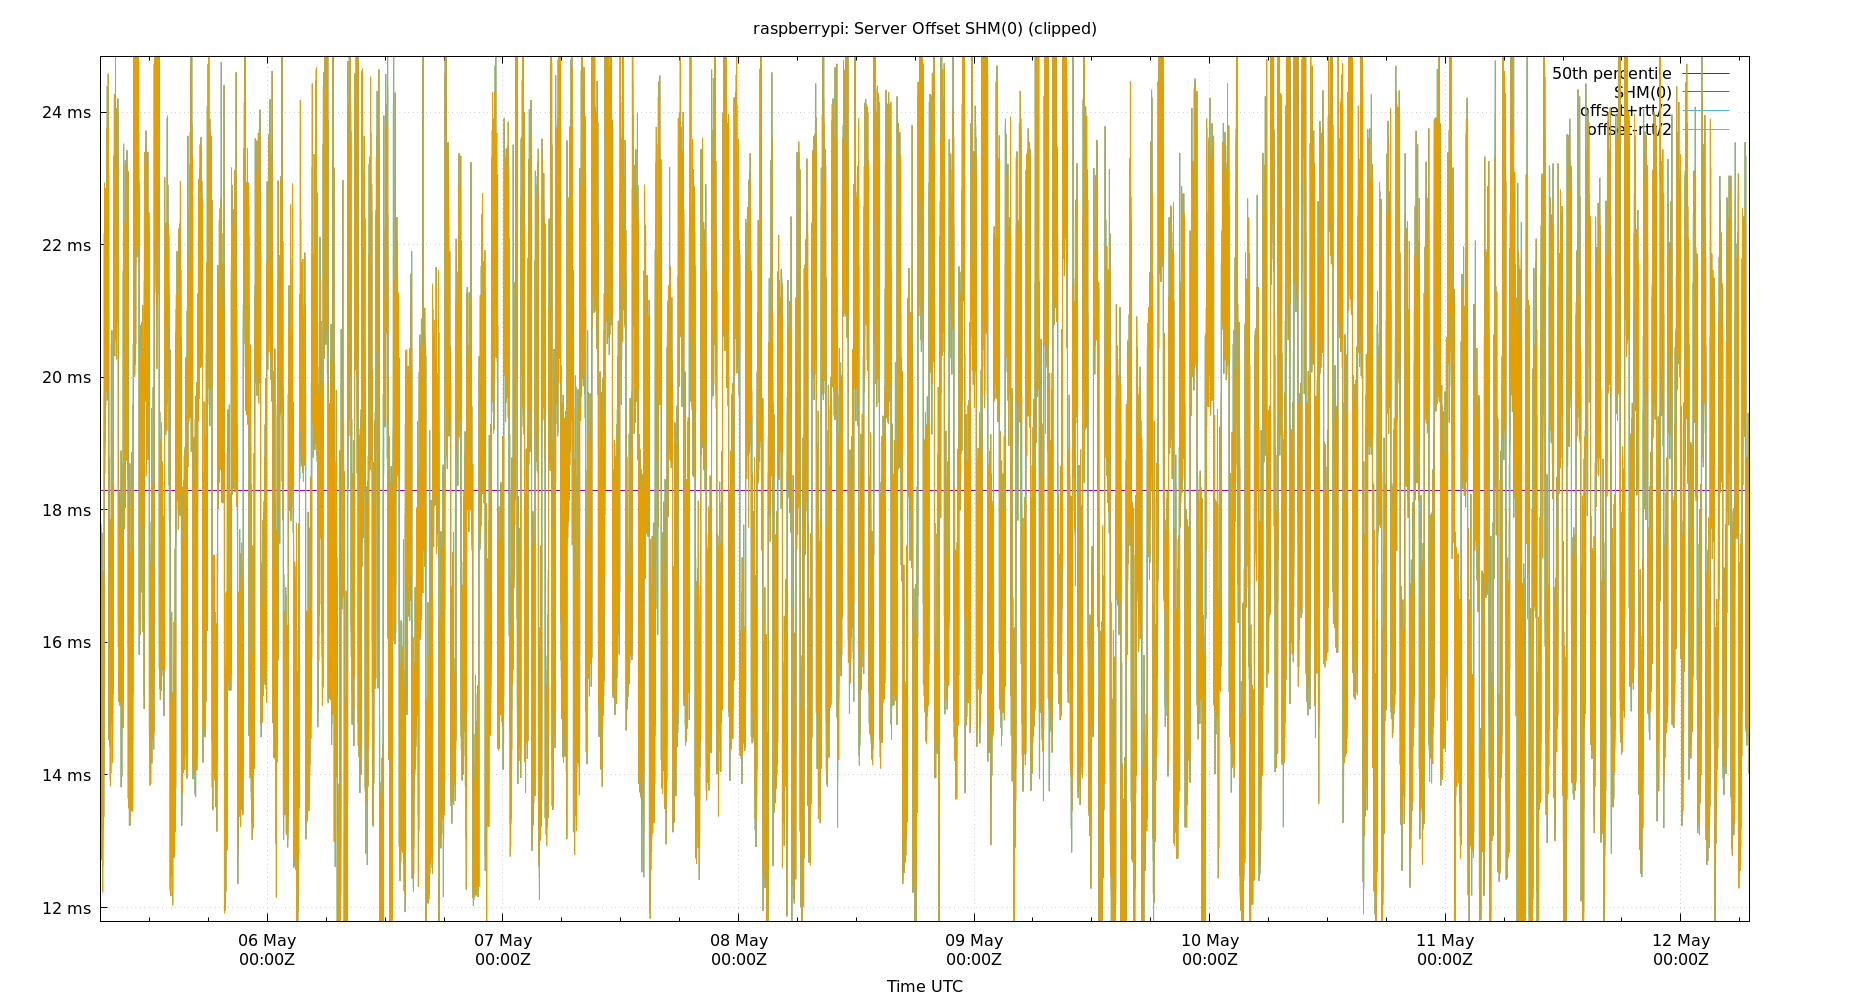 raspberrypi: Server Offset SHM(0) (clipped)
50th percentile
SHM(0)
offset+rtt/2
offset-rtt/2
24 ms
22 ms
20 ms
18 ms
16 ms
14 ms
12 ms
06 May 07 May 08 May 09 May 10 May 11 May 12 May
00:00Z 00:00Z 00:00Z 00:00Z 00:00Z 00:00Z 00:00Z
Time UTC